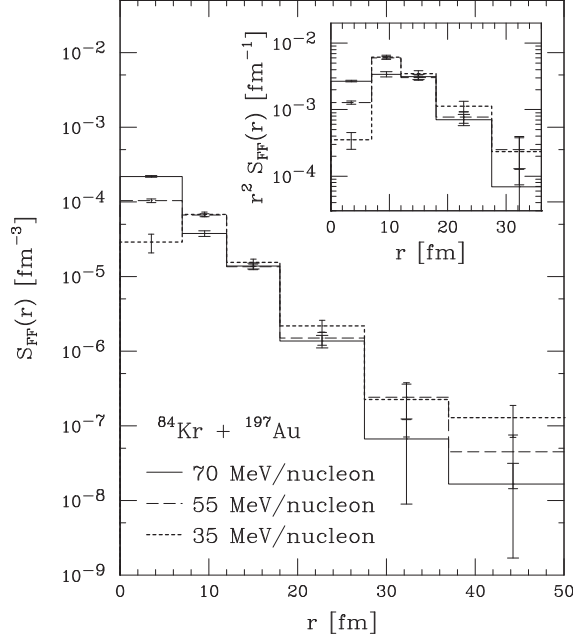 10⁻²
10⁻³
10⁻⁴
10⁻⁵
10⁻⁶
10⁻⁷
10⁻⁸
10⁻⁹
S_FF(r) [fm⁻³]
0 10 20 30 40 50
r [fm]
10⁻²
10⁻³
10⁻⁴
r² S_FF(r) [fm⁻¹]
0 10 20 30
r [fm]
⁸⁴Kr + ¹⁹⁷Au
70 MeV/nucleon
55 MeV/nucleon
35 MeV/nucleon